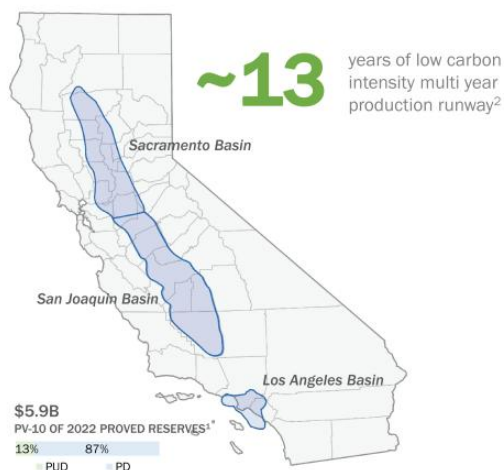 ~13
years of low carbon
intensity multi year
production runway2
Sacramento Basin
San Joaquin Basin
Los Angeles Basin
$5.9B
PV-10 OF 2022 PROVED RESERVES1*
13% 87%
PUD PD